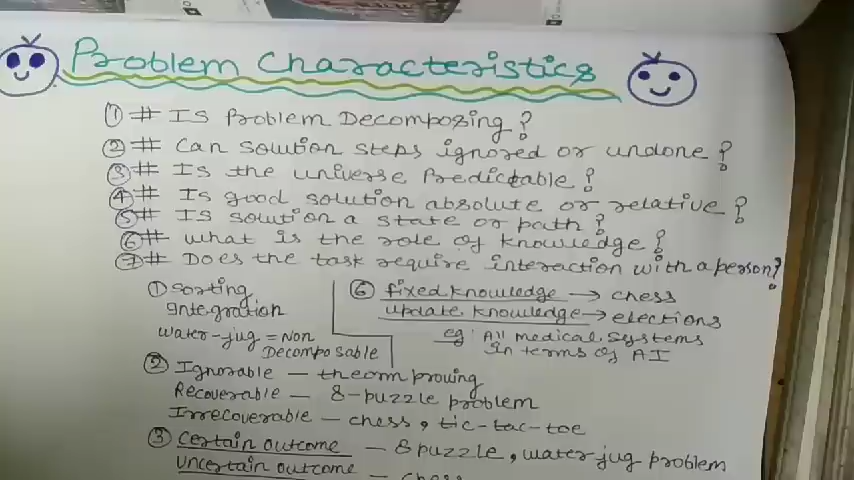 Problem Characteristics
① # Is Problem Decomposing?
② # Can solution steps ignored or undone?
③ # Is the universe Predictable?
④ # Is good solution absolute or relative?
⑤ # Is solution a state or path?
⑥ # what is the role of knowledge?
⑦ # Does the task require interaction with a person?
① Sorting
Integration
water-jug = Non
Decomposable
⑥ fixed knowledge → chess
update knowledge → elections
eg: All medical systems
In terms of AI
② Ignorable — theorm proving
Recoverable — 8-puzzle problem
Irrecoverable — chess, tic-tac-toe
③ Certain outcome — 8 puzzle, water jug problem
Uncertain outcome — chess